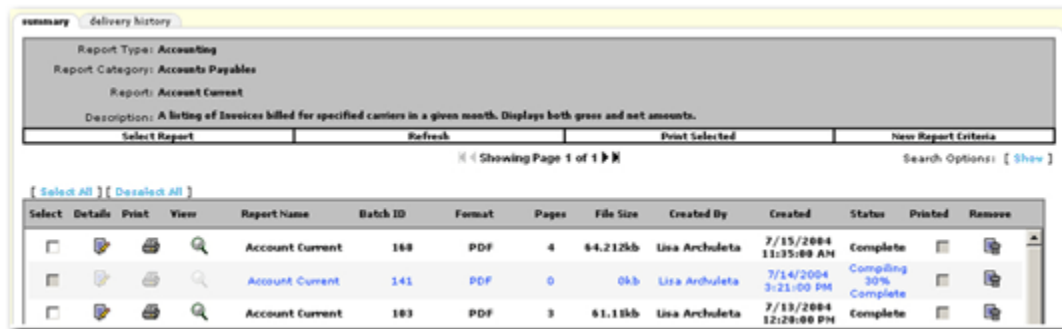 summary delivery history
Report Type: Accounting
Report Category: Accounts Payables
Report: Account Current
Description: A listing of Invoices billed for specified carriers in a given month. Displays both gross and net amounts.
Select Report Refresh Print Selected New Report Criteria
Showing Page 1 of 1 Search Options: [ Show ]
[ Select All ] [ Deselect All ]
Select Details Print View Report Name Batch ID Format Pages File Size Created By Created Status Printed Remove
Account Current 160 PDF 4 64.212kb Lisa Archuleta 7/15/2004 11:35:00 AM Complete
Account Current 141 PDF 0 0kb Lisa Archuleta 7/14/2004 3:21:00 PM Compiling 30% Complete
Account Current 103 PDF 3 61.11kb Lisa Archuleta 7/13/2004 12:20:00 PM Complete